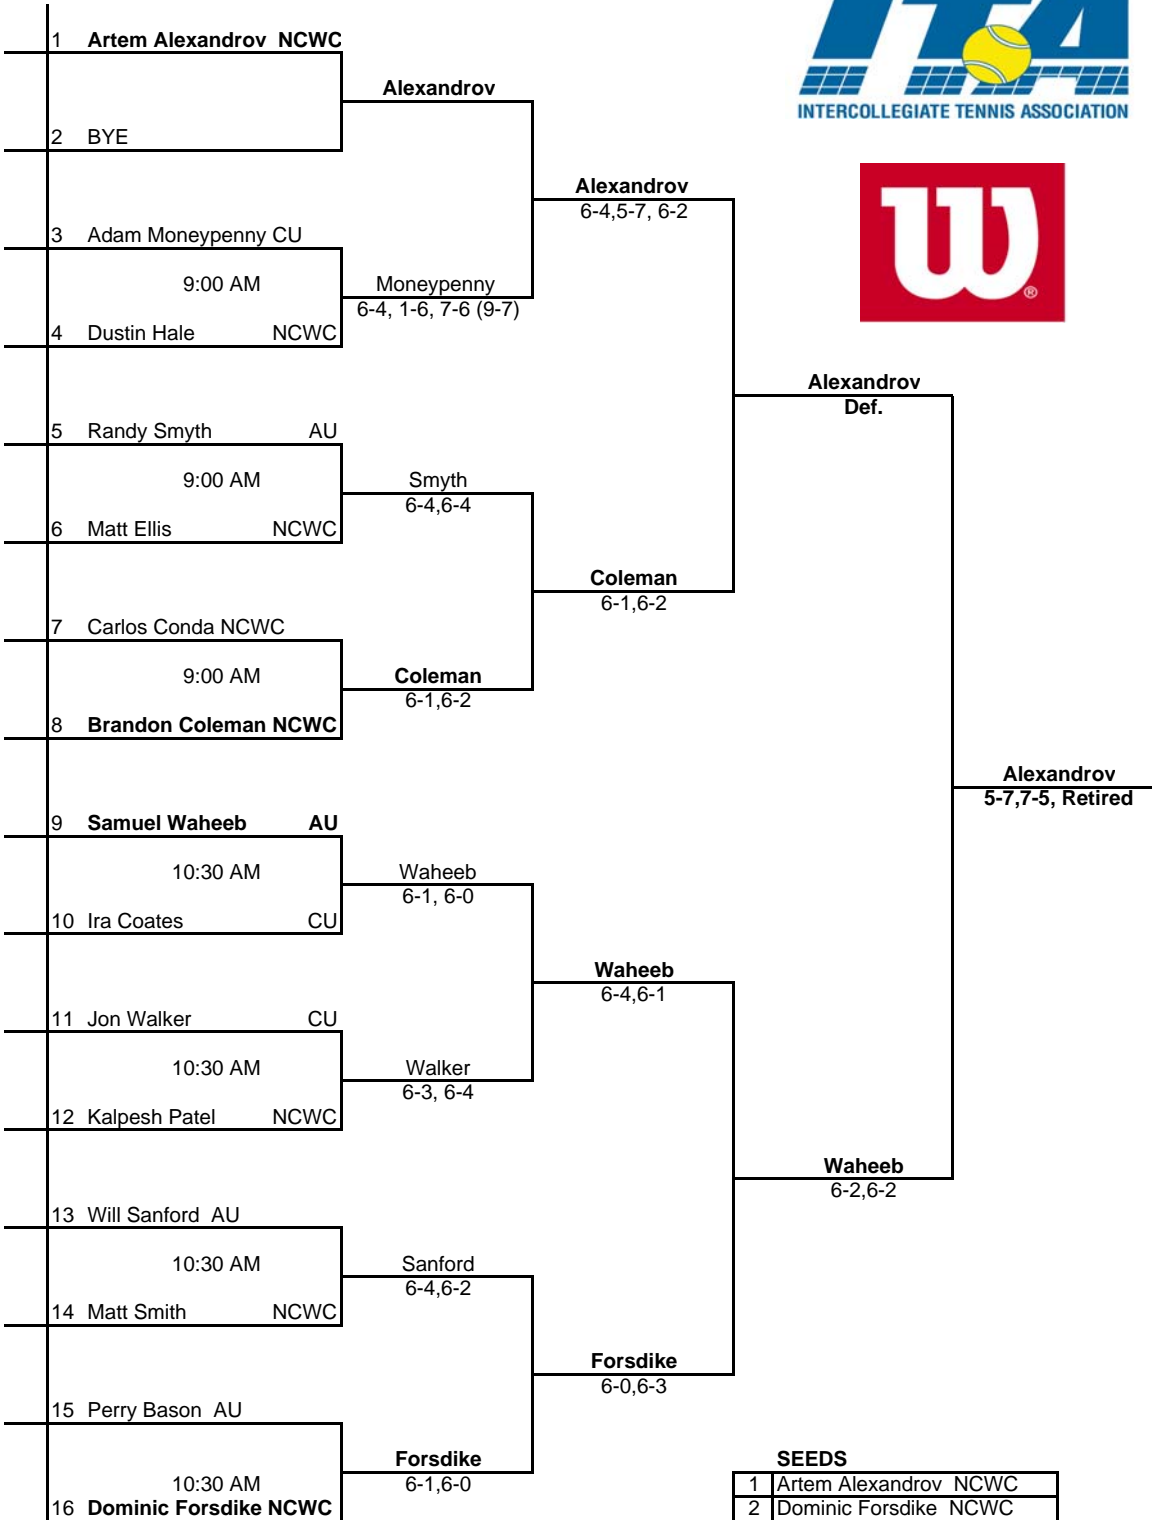 ITA
INTERCOLLEGIATE TENNIS ASSOCIATION
W
®
1 Artem Alexandrov NCWC
Alexandrov
2 BYE
Alexandrov
6-4,5-7, 6-2
3 Adam Moneypenny CU
9:00 AM
Moneypenny
6-4, 1-6, 7-6 (9-7)
4 Dustin Hale NCWC
Alexandrov
Def.
5 Randy Smyth AU
9:00 AM
Smyth
6-4,6-4
6 Matt Ellis NCWC
Coleman
6-1,6-2
7 Carlos Conda NCWC
9:00 AM
Coleman
6-1,6-2
8 Brandon Coleman NCWC
Alexandrov
5-7,7-5, Retired
9 Samuel Waheeb AU
10:30 AM
Waheeb
6-1, 6-0
10 Ira Coates CU
Waheeb
6-4,6-1
11 Jon Walker CU
10:30 AM
Walker
6-3, 6-4
12 Kalpesh Patel NCWC
Waheeb
6-2,6-2
13 Will Sanford AU
10:30 AM
Sanford
6-4,6-2
14 Matt Smith NCWC
Forsdike
6-0,6-3
15 Perry Bason AU
Forsdike
10:30 AM
6-1,6-0
16 Dominic Forsdike NCWC
SEEDS
1 Artem Alexandrov NCWC
2 Dominic Forsdike NCWC